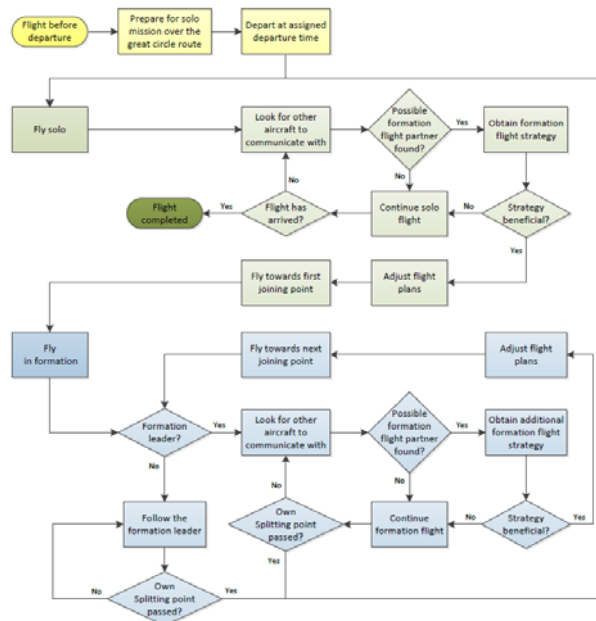 Flight before
departure
Prepare for solo
mission over the
great circle route
Depart at assigned
departure time
Fly solo
Look for other
aircraft to
communicate with
Possible
formation
flight partner
found?
Yes
Obtain formation
flight strategy
No
No
Flight
completed
Yes
Flight has
arrived?
Continue solo
flight
No
Strategy
beneficial?
Yes
Fly towards first
joining point
Adjust flight
plans
Fly
in formation
Fly towards next
joining point
Adjust flight
plans
Formation
leader?
Yes
Look for other
aircraft to
communicate with
Possible
formation
flight partner
found?
Yes
Obtain additional
formation flight
strategy
No
No
No
Follow the
formation leader
Own
Splitting point
passed?
Continue
formation flight
No
Strategy
beneficial?
Yes
Yes
No
Own
Splitting point
passed?
Yes